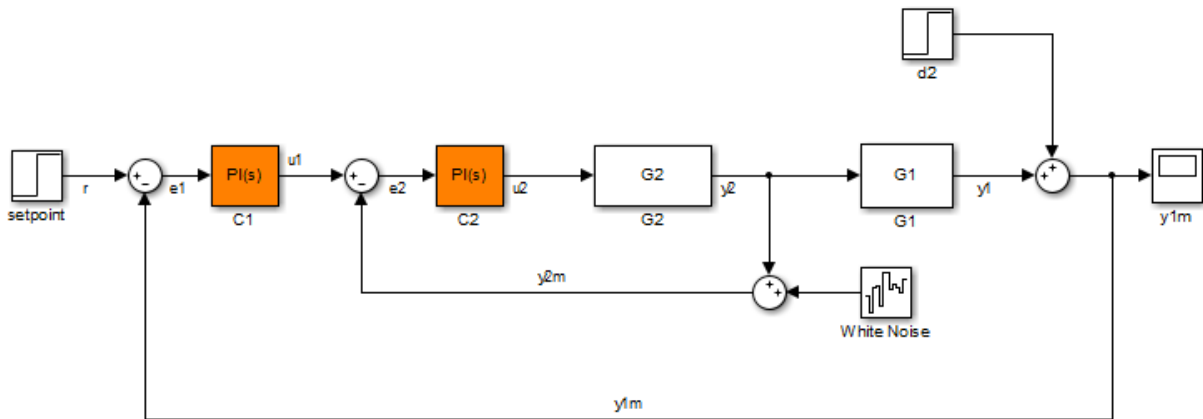 d2
PI(s)
u1
PI(s)
G2
G1
r
e1
e2
u2
y2
y1
setpoint
C1
C2
G2
G1
y1m
y2m
White Noise
y1m